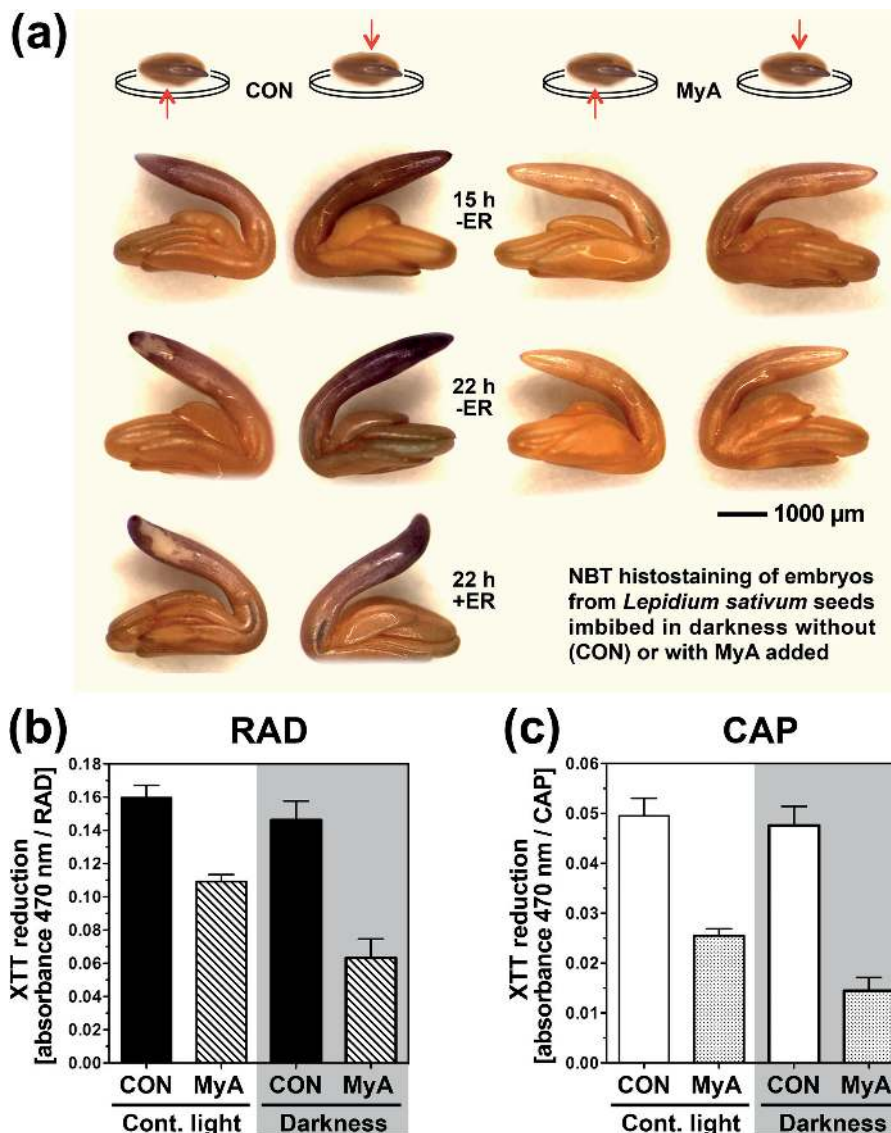 (a)
CON
MyA
15 h
-ER
22 h
-ER
1000 µm
22 h
+ER
NBT histostaining of embryos
from Lepidium sativum seeds
imbibed in darkness without
(CON) or with MyA added
(b)
RAD
XTT reduction
[absorbance 470 nm / RAD]
0.18
0.16
0.14
0.12
0.10
0.08
0.06
0.04
0.02
0.00
CON MyA CON MyA
Cont. light Darkness
(c)
CAP
XTT reduction
[absorbance 470 nm / CAP]
0.06
0.05
0.04
0.03
0.02
0.01
0.00
CON MyA CON MyA
Cont. light Darkness